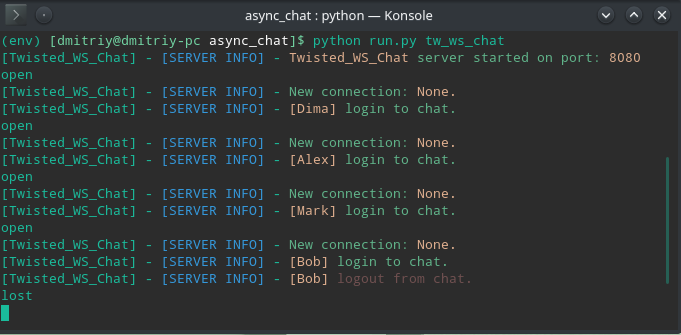 async_chat : python — Konsole
(env) [dmitriy@dmitriy-pc async_chat]$ python run.py tw_ws_chat
[Twisted_WS_Chat] - [SERVER INFO] - Twisted_WS_Chat server started on port: 8080
open
[Twisted_WS_Chat] - [SERVER INFO] - New connection: None.
[Twisted_WS_Chat] - [SERVER INFO] - [Dima] login to chat.
open
[Twisted_WS_Chat] - [SERVER INFO] - New connection: None.
[Twisted_WS_Chat] - [SERVER INFO] - [Alex] login to chat.
open
[Twisted_WS_Chat] - [SERVER INFO] - New connection: None.
[Twisted_WS_Chat] - [SERVER INFO] - [Mark] login to chat.
open
[Twisted_WS_Chat] - [SERVER INFO] - New connection: None.
[Twisted_WS_Chat] - [SERVER INFO] - [Bob] login to chat.
[Twisted_WS_Chat] - [SERVER INFO] - [Bob] logout from chat.
lost